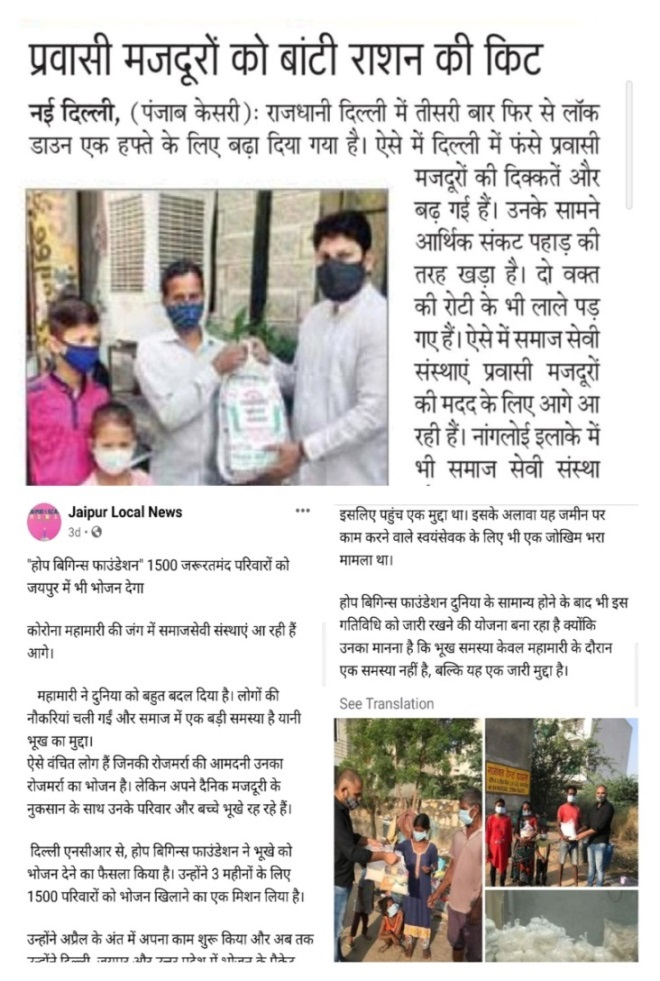 प्रवासी मजदूरों को बांटी राशन की किट
नई दिल्ली, (पंजाब केसरी): राजधानी दिल्ली में तीसरी बार फिर से लॉक
डाउन एक हफ्ते के लिए बढ़ा दिया गया है। ऐसे में दिल्ली में फंसे प्रवासी
मजदूरों की दिक्कतें और
बढ़ गई हैं। उनके सामने
आर्थिक संकट पहाड़ की
तरह खड़ा है। दो वक्त
की रोटी के भी लाले पड़
गए हैं। ऐसे में समाज सेवी
संस्थाएं प्रवासी मजदूरों
की मदद के लिए आगे आ
रही हैं। नांगलोई इलाके में
भी समाज सेवी संस्था
Jaipur Local News
3d
"होप बिगिन्स फाउंडेशन" 1500 जरूरतमंद परिवारों को
जयपुर में भी भोजन देगा
कोरोना महामारी की जंग में समाजसेवी संस्थाएं आ रही हैं
आगे।
महामारी ने दुनिया को बहुत बदल दिया है। लोगों की
नौकरियां चली गईं और समाज में एक बड़ी समस्या है यानी
भूख का मुद्दा।
ऐसे वंचित लोग हैं जिनकी रोजमर्रा की आमदनी उनका
रोजमर्रा का भोजन है। लेकिन अपने दैनिक मजदूरी के
नुकसान के साथ उनके परिवार और बच्चे भूखे रह रहे हैं।
दिल्ली एनसीआर से, होप बिगिन्स फाउंडेशन ने भूखे को
भोजन देने का फैसला किया है। उन्होंने 3 महीनों के लिए
1500 परिवारों को भोजन खिलाने का एक मिशन लिया है।
उन्होंने अप्रैल के अंत में अपना काम शुरू किया और अब तक
उन्होंने दिल्ली, जयपुर और उत्तर प्रदेश में भोजन के पैकेट
इसलिए पहुंच एक मुद्दा था। इसके अलावा यह जमीन पर
काम करने वाले स्वयंसेवक के लिए भी एक जोखिम भरा
मामला था।
होप बिगिन्स फाउंडेशन दुनिया के सामान्य होने के बाद भी इस
गतिविधि को जारी रखने की योजना बना रहा है क्योंकि
उनका मानना है कि भूख समस्या केवल महामारी के दौरान
एक समस्या नहीं है, बल्कि यह एक जारी मुद्दा है।
See Translation